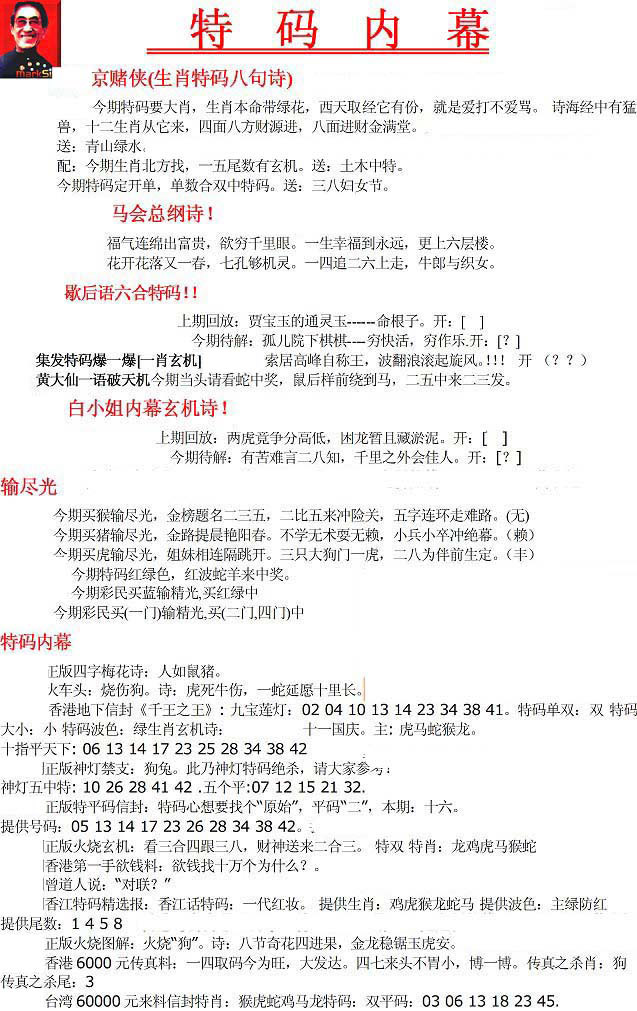 markSi
特码内幕
京赌侠(生肖特码八句诗)
今期特码要大肖，生肖本命带绿花，西天取经它有份，就是爱打不爱骂。 诗海经中有猛
兽，十二生肖从它来，四面八方财源进，八面进财金满堂。
送：青山绿水。
配：今期生肖北方找，一五尾数有玄机。送：土木中特。
今期特码定开单，单数合双中特码。送：三八妇女节。
马会总纲诗！
福气连绵出富贵，欲穷千里眼。一生幸福到永远，更上六层楼。
花开花落又一春，七孔够机灵。一四追二六上走，牛郎与织女。
歇后语六合特码！！
上期回放：贾宝玉的通灵玉------命根子。开：[ ]
今期待解：孤儿院下棋棋----穷快活，穷作乐.开：[？]
集发特码爆一爆[一肖玄机] 索居高峰自称王，波翻浪滚起旋风。！！！ 开 （？？）
黄大仙一语破天机今期当头请看蛇中奖，鼠后样前绕到马，二五中来二三发。
白小姐内幕玄机诗！
上期回放：两虎竞争分高低，困龙暂且藏淤泥。开：[ ]
今期待解：有苦难言二八知，千里之外会佳人。开：[？]
输尽光
今期买猴输尽光，金榜题名二三五，二比五来冲险关，五字连环走难路。(无)
今期买猪输尽光，金路提晨艳阳春。不学无术耍无赖，小兵小卒冲绝幕。（赖）
今期买虎输尽光，姐妹相连隔跳开。三只大狗门一虎，二八为伴前生定。（丰）
今期特码红绿色，红波蛇羊来中奖。
今期彩民买蓝输精光,买红绿中
今期彩民买(一门)输精光,买(二门,四门)中
特码内幕
正版四字梅花诗：人如鼠猪。
火车头：烧伤狗。诗：虎死牛伤，一蛇延愿十里长。
香港地下信封《千王之王》：九宝莲灯：02 04 10 13 14 23 34 38 41。特码单双：双 特码
大小：小 特码波色：绿生肖玄机诗： 十一国庆。主：虎马蛇猴龙。
十指平天下：06 13 14 17 23 25 28 34 38 42
正版神灯禁支：狗兔。此乃神灯特码绝杀，请大家参考
神灯五中特：10 26 28 41 42 .五个平:07 12 15 21 32.
正版特平码信封：特码心想要找个“原始”，平码“二”，本期：十六。
提供号码：05 13 14 17 23 26 28 34 38 42。
正版火烧玄机：看三合四跟三八，财神送来二合三。 特双 特肖：龙鸡虎马猴蛇
香港第一手欲钱料：欲钱找十万个为什么？。
曾道人说：“对联？”
香江特码精选报：香江话特码：一代红妆。 提供生肖：鸡虎猴龙蛇马 提供波色：主绿防红
提供尾数：1 4 5 8
正版火烧图解：火烧“狗”。诗：八节奇花四进果，金龙稳锯玉虎安。
香港 6000 元传真料：一四取码今为旺，大发达。四七来头不胃小，博一博。传真之杀肖：狗
传真之杀尾：3
台湾 60000 元来料信封特肖：猴虎蛇鸡马龙特码：双平码：03 06 13 18 23 45.